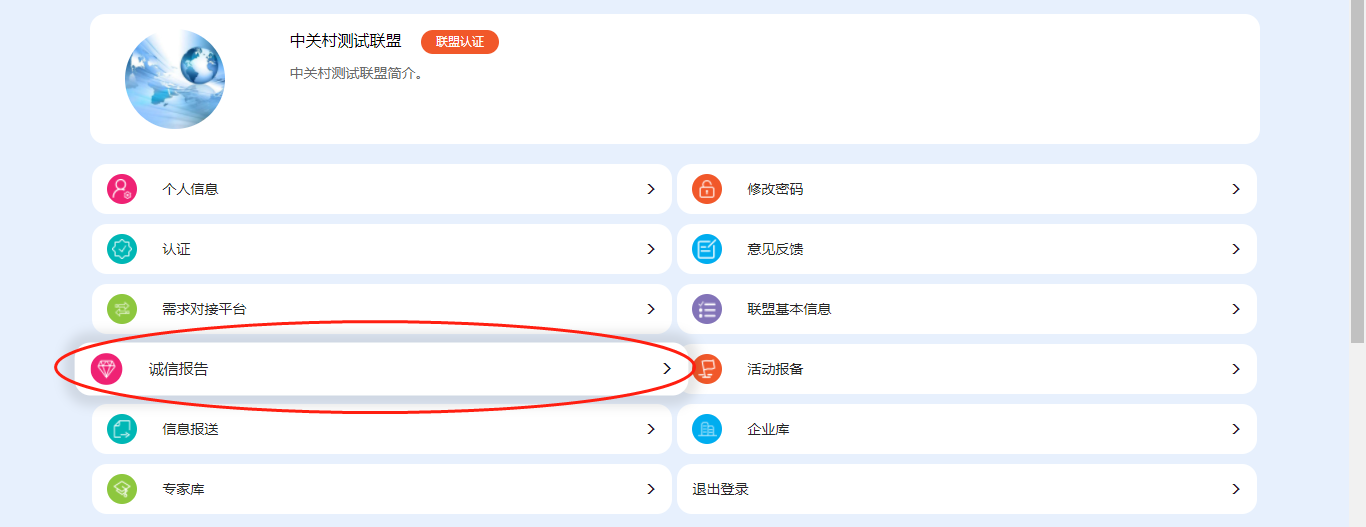 中关村测试联盟 联盟认证
中关村测试联盟简介。
个人信息
修改密码
认证
意见反馈
需求对接平台
联盟基本信息
诚信报告
活动报备
信息报送
企业库
专家库
退出登录